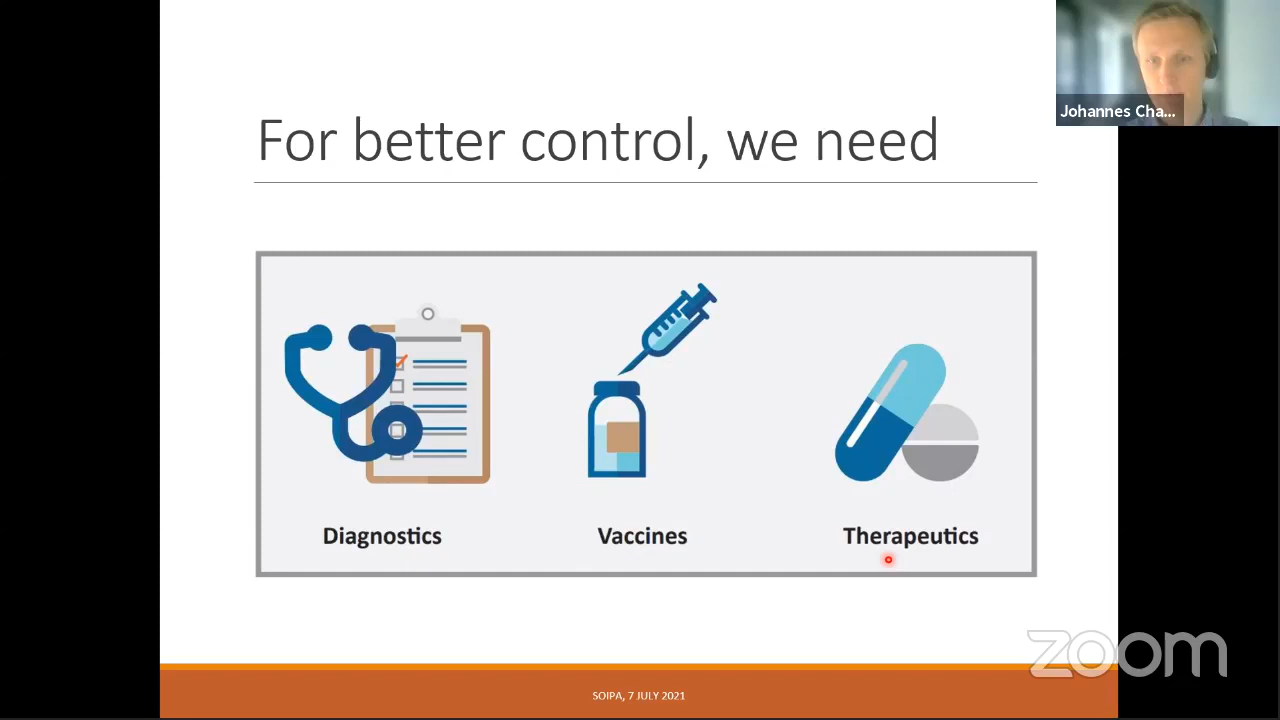 Johannes Cha...
For better control, we need
Diagnostics
Vaccines
Therapeutics
zoom
SOIPA, 7 JULY 2021